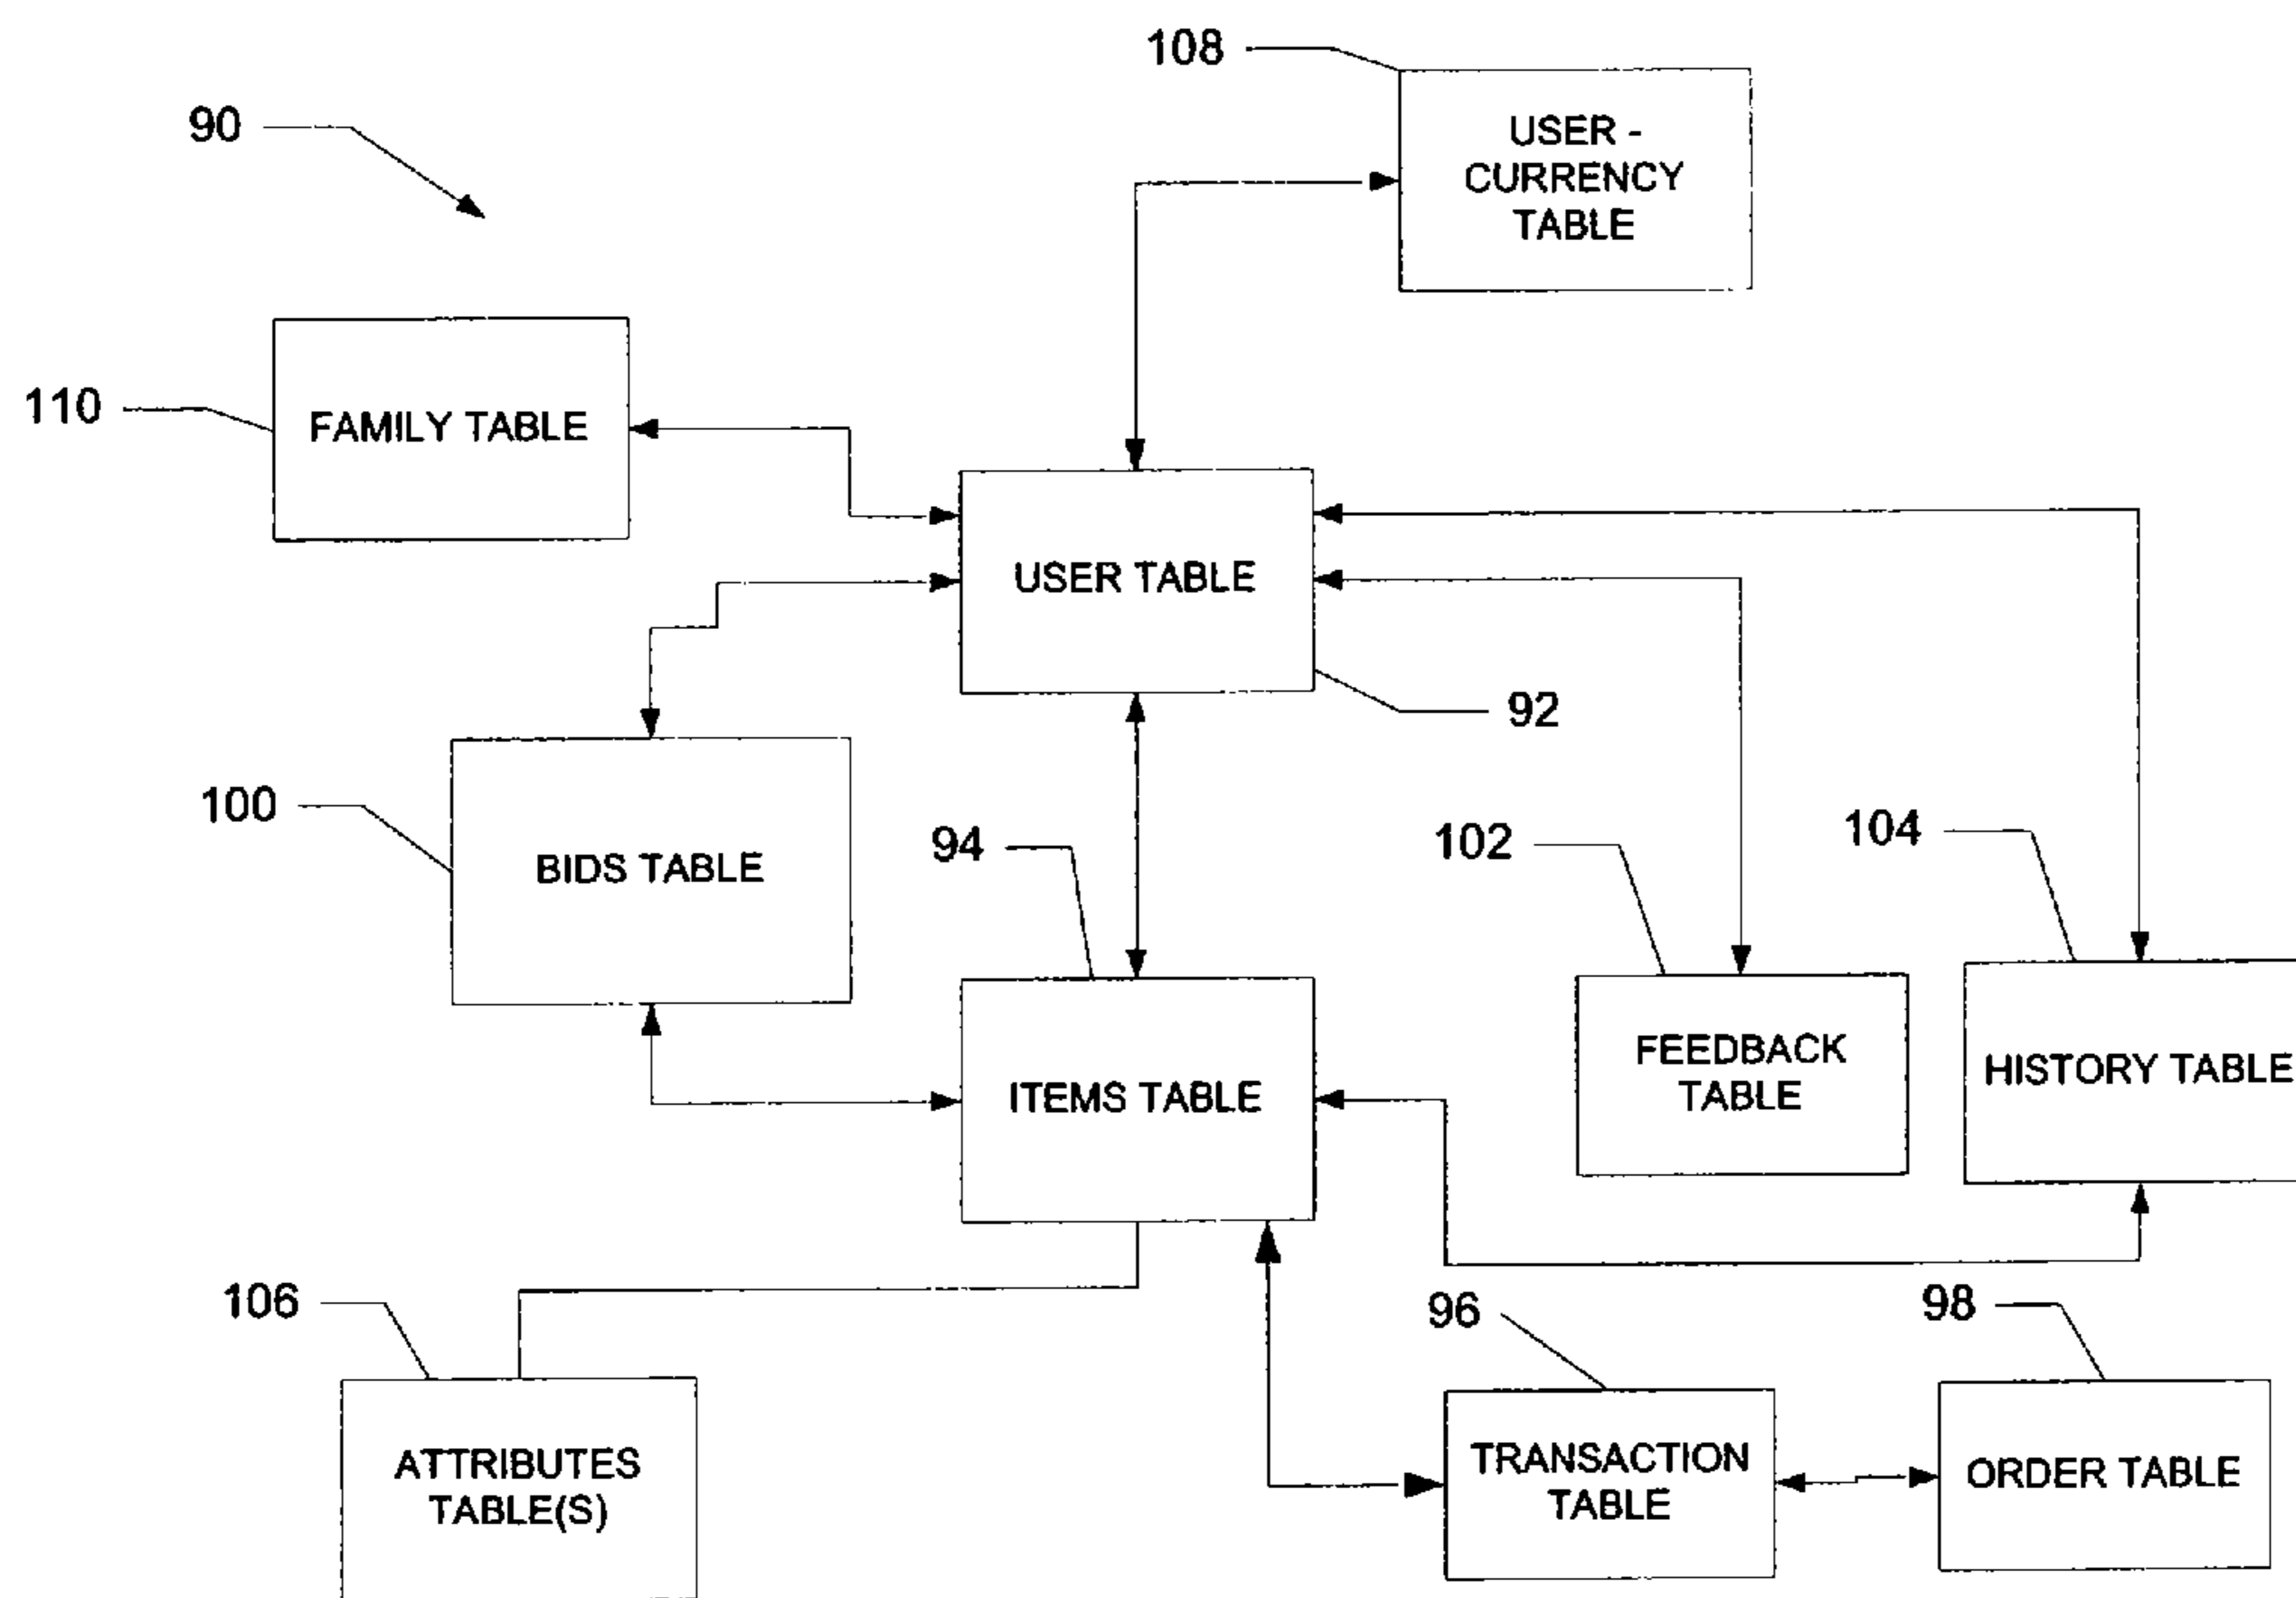 108
USER -
CURRENCY
TABLE
90
110
FAMILY TABLE
USER TABLE
92
100
BIDS TABLE
94
102
104
ITEMS TABLE
FEEDBACK
TABLE
HISTORY TABLE
106
ATTRIBUTES
TABLE(S)
96
98
TRANSACTION
TABLE
ORDER TABLE